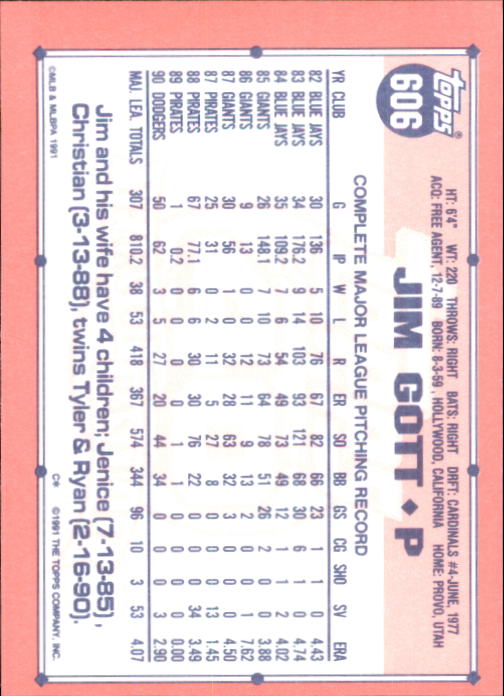 topps®
606
HT: 6'4" WT: 220 THROWS: RIGHT BATS: RIGHT DRFT: CARDINALS #4-JUNE, 1977
ACQ: FREE AGENT, 12-7-89 BORN: 8-3-59, HOLLYWOOD, CALIFORNIA HOME: PROVO, UTAH
JIM GOTT ♦ P
COMPLETE MAJOR LEAGUE PITCHING RECORD
YR CLUB G IP W L R ER SO BB GS CG SHO SV ERA
82 BLUE JAYS 30 136 5 10 76 67 82 66 23 1 1 0 4.43
83 BLUE JAYS 34 176.2 9 14 103 93 121 68 30 6 1 0 4.74
84 BLUE JAYS 35 109.2 7 6 54 49 73 49 12 1 1 2 4.02
85 GIANTS 26 148.1 7 10 73 64 78 51 26 2 0 0 3.88
86 GIANTS 9 13 0 0 12 11 9 13 2 0 0 1 7.62
87 GIANTS 30 56 1 0 32 28 63 32 3 0 0 0 4.50
87 PIRATES 25 31 0 2 11 5 27 8 0 0 0 13 1.45
88 PIRATES 67 77.1 6 6 30 30 76 22 0 0 0 34 3.49
89 PIRATES 1 0.2 0 0 0 0 1 1 0 0 0 0 0.00
90 DODGERS 50 62 3 5 27 20 44 34 0 0 0 3 2.90
MAJ. LEA. TOTALS 307 810.2 38 53 418 367 574 344 96 10 3 53 4.07
Jim and his wife have 4 children; Jenice (7-13-85),
Christian (3-13-88), twins Tyler & Ryan (2-16-90).
©MLB & MLBPA 1991 C* ©1991 THE TOPPS COMPANY, INC.